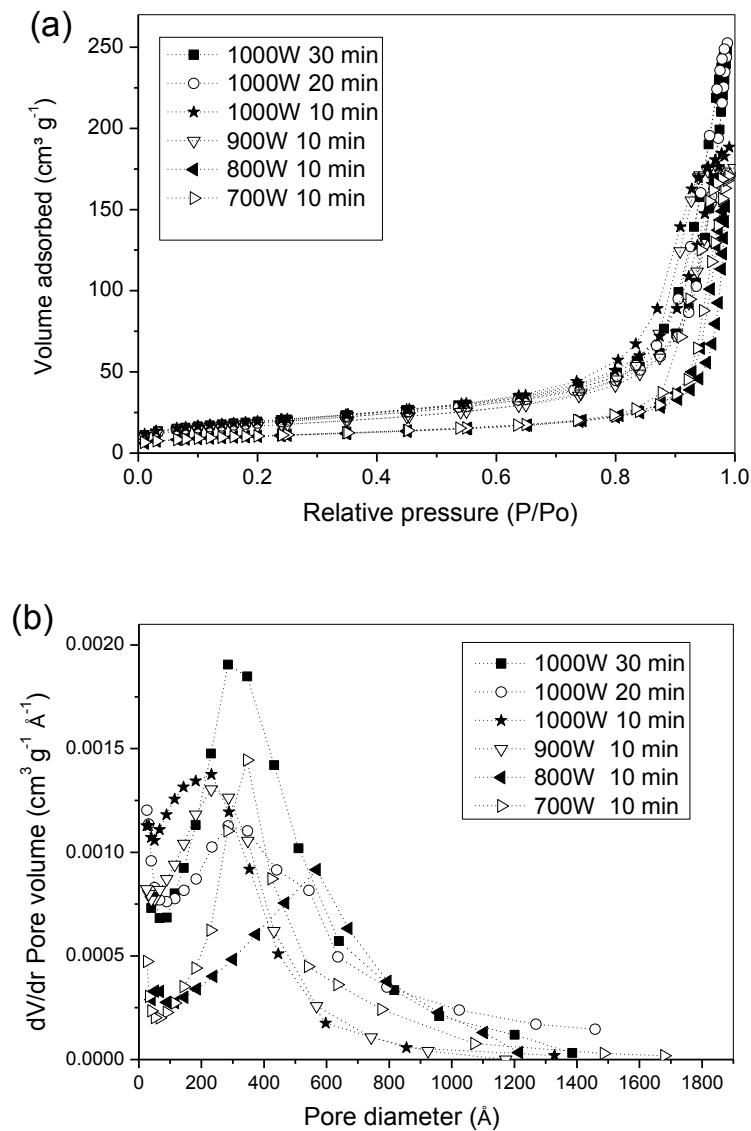 (a)
250
200
150
100
50
0
Volume adsorbed (cm³ g⁻¹)
1000W 30 min
1000W 20 min
1000W 10 min
900W 10 min
800W 10 min
700W 10 min
0.0 0.2 0.4 0.6 0.8 1.0
Relative pressure (P/Po)
(b)
0.0020
0.0015
0.0010
0.0005
0.0000
dV/dr Pore volume (cm³ g⁻¹ Å⁻¹)
1000W 30 min
1000W 20 min
1000W 10 min
900W 10 min
800W 10 min
700W 10 min
0 200 400 600 800 1000 1200 1400 1600 1800
Pore diameter (Å)